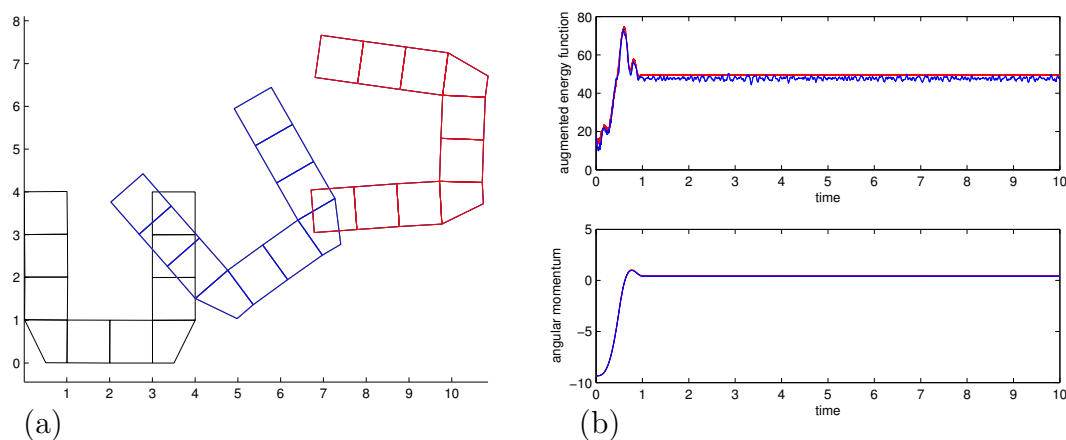 8
7
6
5
4
3
2
1
0
1 2 3 4 5 6 7 8 9 10
(a)
augmented energy function
80
60
40
20
0
0 1 2 3 4 5 6 7 8 9 10
time
angular momentum
5
0
−5
−10
0 1 2 3 4 5 6 7 8 9 10
time
(b)